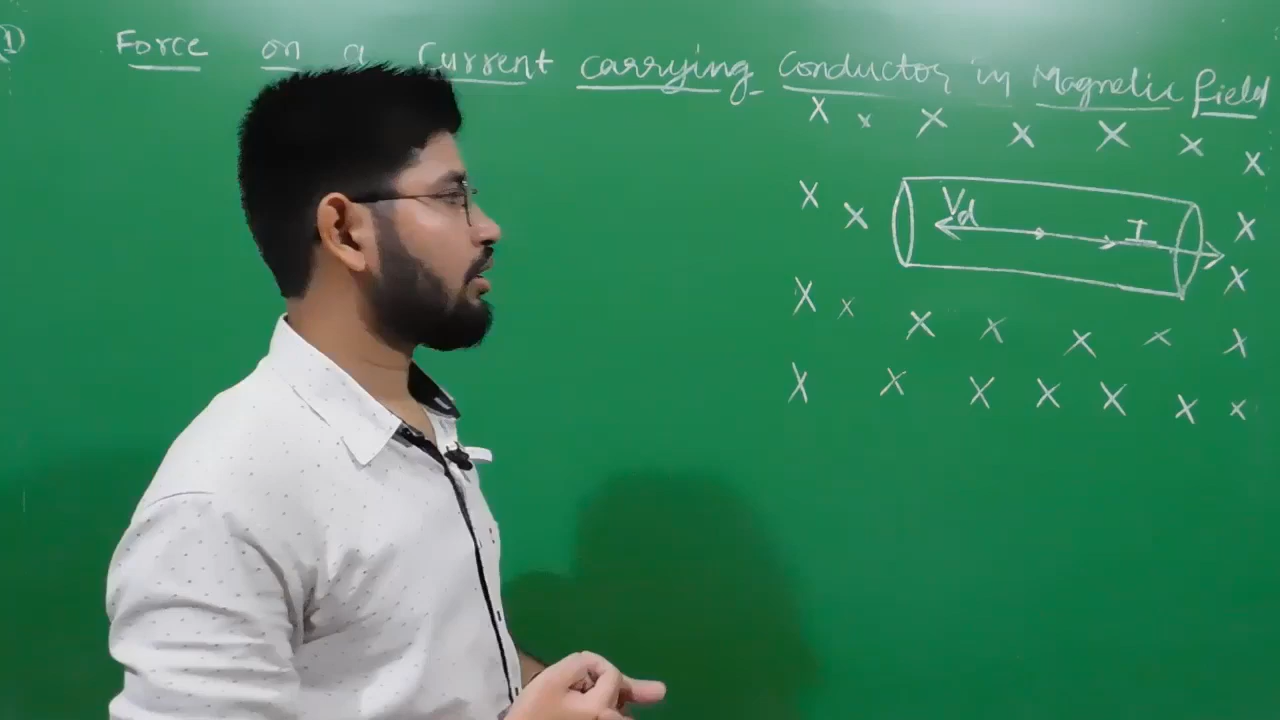 1) Force on a Current carrying Conductor in Magnetic field
X x X X X X X
X X Vd I X
X x X X X X X X
X X X X X X X